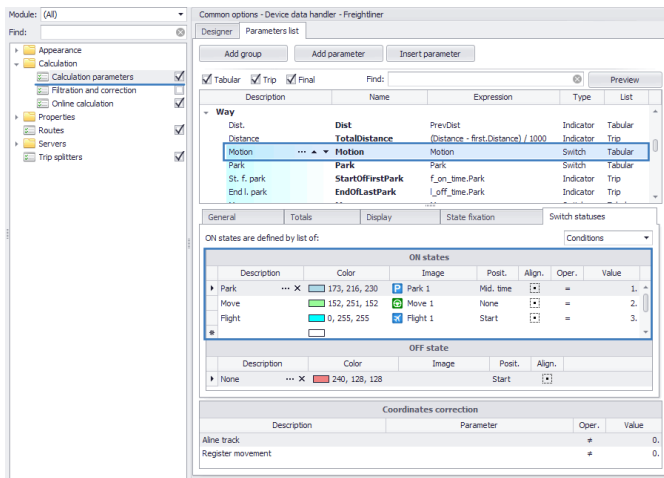 Module: (All)
Find:
Appearance
Calculation
Calculation parameters
Filtration and correction
Online calculation
Properties
Routes
Servers
Trip splitters
Common options - Device data handler - Freightliner
Designer Parameters list
Add group Add parameter Insert parameter
Tabular Trip Final Find: Preview
Description Name Expression Type List
Way
Dist. Dist PrevDist Indicator Tabular
Distance TotalDistance (Distance - first.Distance) / 1000 Indicator Trip
Motion ... Motion Motion Switch Tabular
Park Park Park Switch Tabular
St. f. park StartOfFirstPark f_on_time.Park Indicator Trip
End l. park EndOfLastPark l_off_time.Park Indicator Trip
General Totals Display State fixation Switch statuses
ON states are defined by list of: Conditions
ON states
Description Color Image Posit. Align. Oper. Value
Park ... 173, 216, 230 P Park 1 Mid. time = 1.
Move 152, 251, 152 Move 1 None = 2.
Flight 0, 255, 255 Flight 1 Start = 3.
OFF state
Description Color Image Posit. Align.
None ... 240, 128, 128 Start
Coordinates correction
Description Parameter Oper. Value
Aline track ≠ 0.
Register movement ≠ 0.